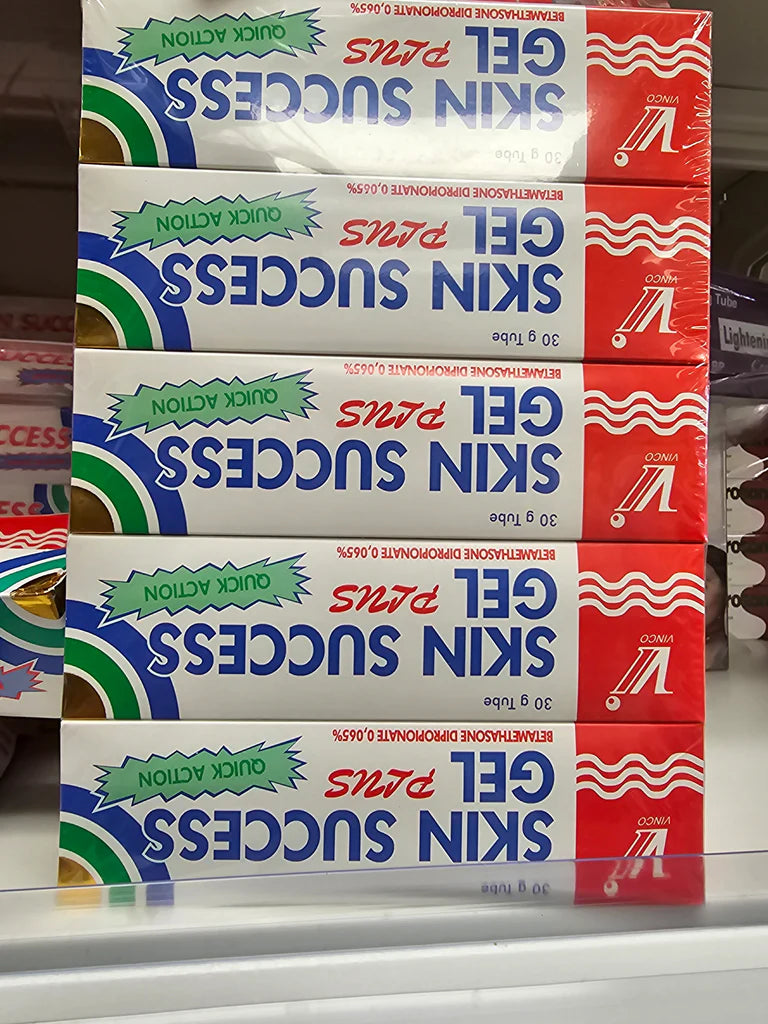 VINCO
SKIN SUCCESS
GEL PLUS
BETAMETHASONE DIPROPIONATE 0,065%
QUICK ACTION
30 g Tube
VINCO
SKIN SUCCESS
GEL PLUS
BETAMETHASONE DIPROPIONATE 0,065%
QUICK ACTION
30 g Tube
VINCO
SKIN SUCCESS
GEL PLUS
BETAMETHASONE DIPROPIONATE 0,065%
QUICK ACTION
30 g Tube
VINCO
SKIN SUCCESS
GEL PLUS
BETAMETHASONE DIPROPIONATE 0,065%
QUICK ACTION
30 g Tube
VINCO
SKIN SUCCESS
GEL PLUS
BETAMETHASONE DIPROPIONATE 0,065%
QUICK ACTION
30 g Tube
Tube